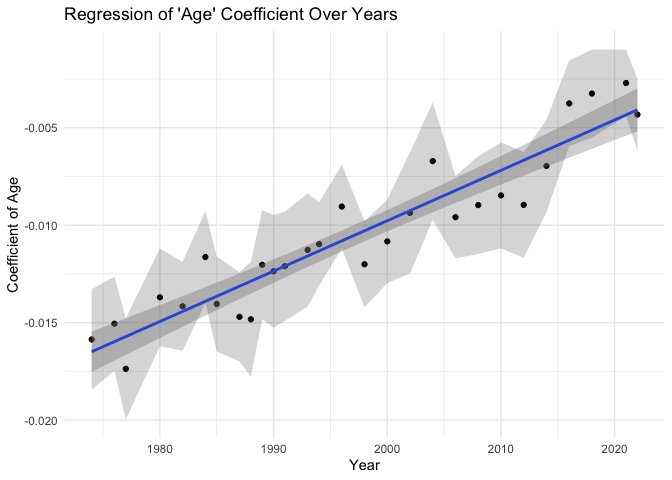 Regression of 'Age' Coefficient Over Years
Coefficient of Age
-0.005
-0.010
-0.015
-0.020
1980 1990 2000 2010 2020
Year